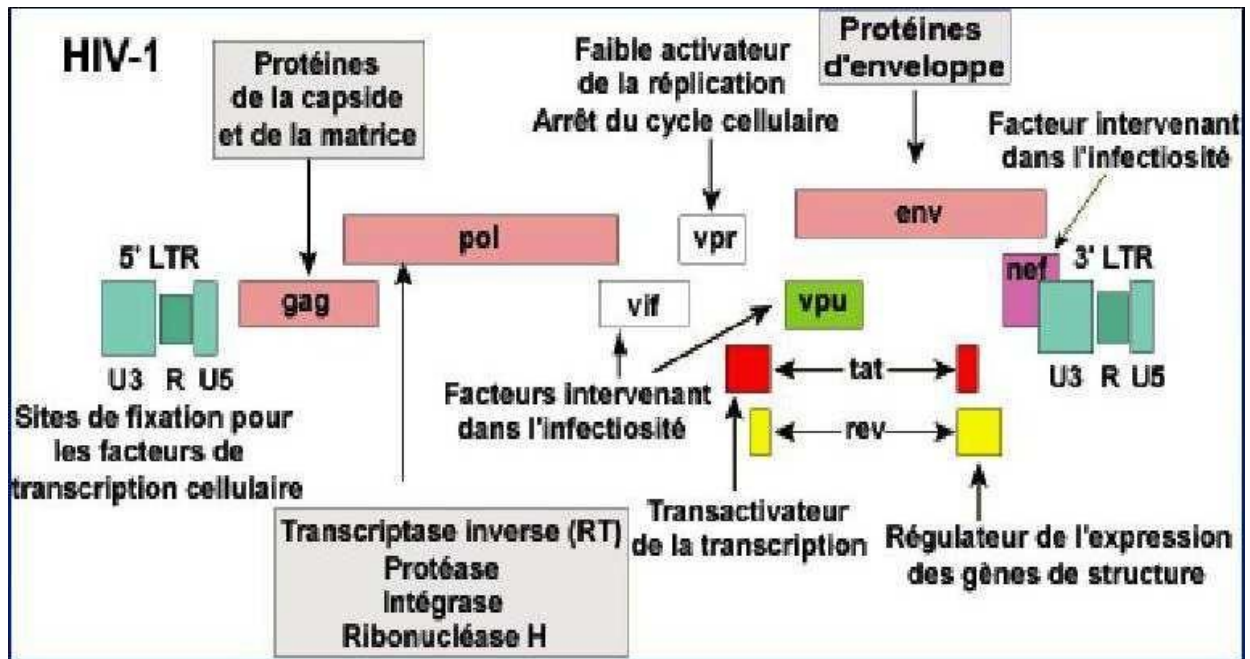 HIV-1
Protéines
de la capside
et de la matrice
Faible activateur
de la réplication
Arrêt du cycle cellulaire
Protéines
d'enveloppe
Facteur intervenant
dans l'infectiosité
5' LTR
pol
vpr
env
nef
3' LTR
gag
vif
vpu
U3 R U5
tat
U3 R U5
Sites de fixation pour
les facteurs de
transcription cellulaire
Facteurs intervenant
dans l'infectiosité
rev
Transcriptase inverse (RT)
Protéase
Intégrase
Ribonucléase H
Transactivateur
de la transcription
Régulateur de l'expression
des gènes de structure